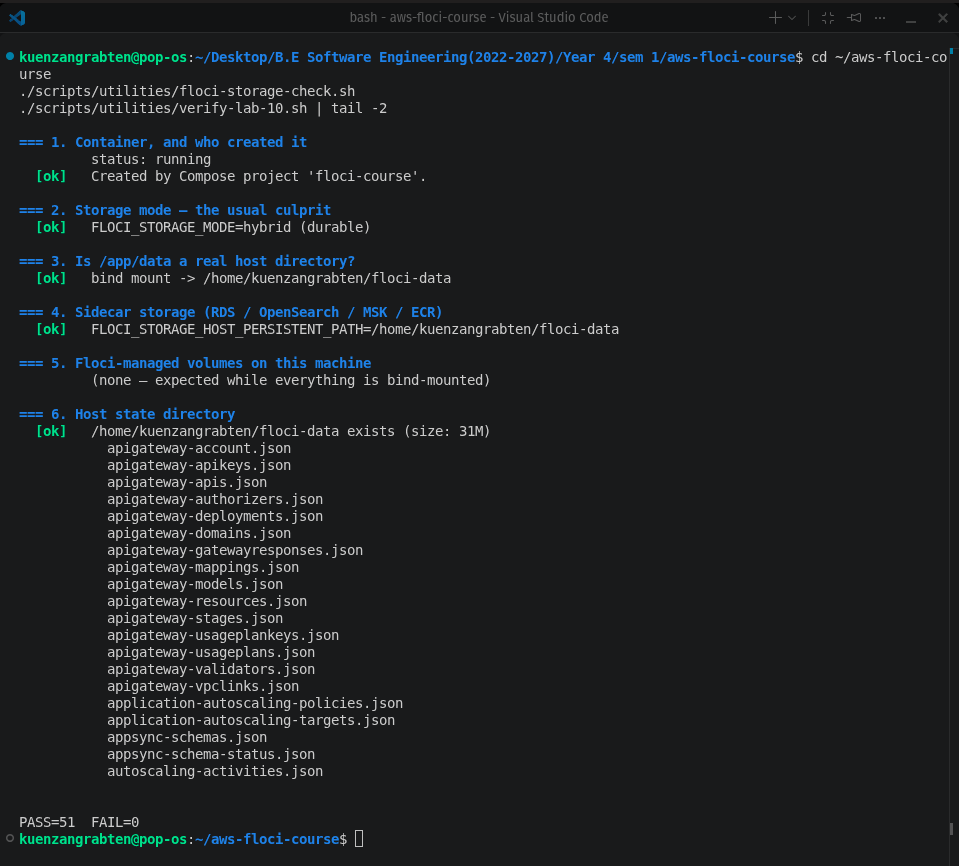 bash - aws-floci-course - Visual Studio Code
kuenzangrabten@pop-os:~/Desktop/B.E Software Engineering(2022-2027)/Year 4/sem 1/aws-floci-course$ cd ~/aws-floci-co
urse
./scripts/utilities/floci-storage-check.sh
./scripts/utilities/verify-lab-10.sh | tail -2
=== 1. Container, and who created it
status: running
[ok] Created by Compose project 'floci-course'.
=== 2. Storage mode — the usual culprit
[ok] FLOCI_STORAGE_MODE=hybrid (durable)
=== 3. Is /app/data a real host directory?
[ok] bind mount -> /home/kuenzangrabten/floci-data
=== 4. Sidecar storage (RDS / OpenSearch / MSK / ECR)
[ok] FLOCI_STORAGE_HOST_PERSISTENT_PATH=/home/kuenzangrabten/floci-data
=== 5. Floci-managed volumes on this machine
(none — expected while everything is bind-mounted)
=== 6. Host state directory
[ok] /home/kuenzangrabten/floci-data exists (size: 31M)
apigateway-account.json
apigateway-apikeys.json
apigateway-apis.json
apigateway-authorizers.json
apigateway-deployments.json
apigateway-domains.json
apigateway-gatewayresponses.json
apigateway-mappings.json
apigateway-models.json
apigateway-resources.json
apigateway-stages.json
apigateway-usageplankeys.json
apigateway-usageplans.json
apigateway-validators.json
apigateway-vpclinks.json
application-autoscaling-policies.json
application-autoscaling-targets.json
appsync-schemas.json
appsync-schema-status.json
autoscaling-activities.json
PASS=51 FAIL=0
kuenzangrabten@pop-os:~/aws-floci-course$